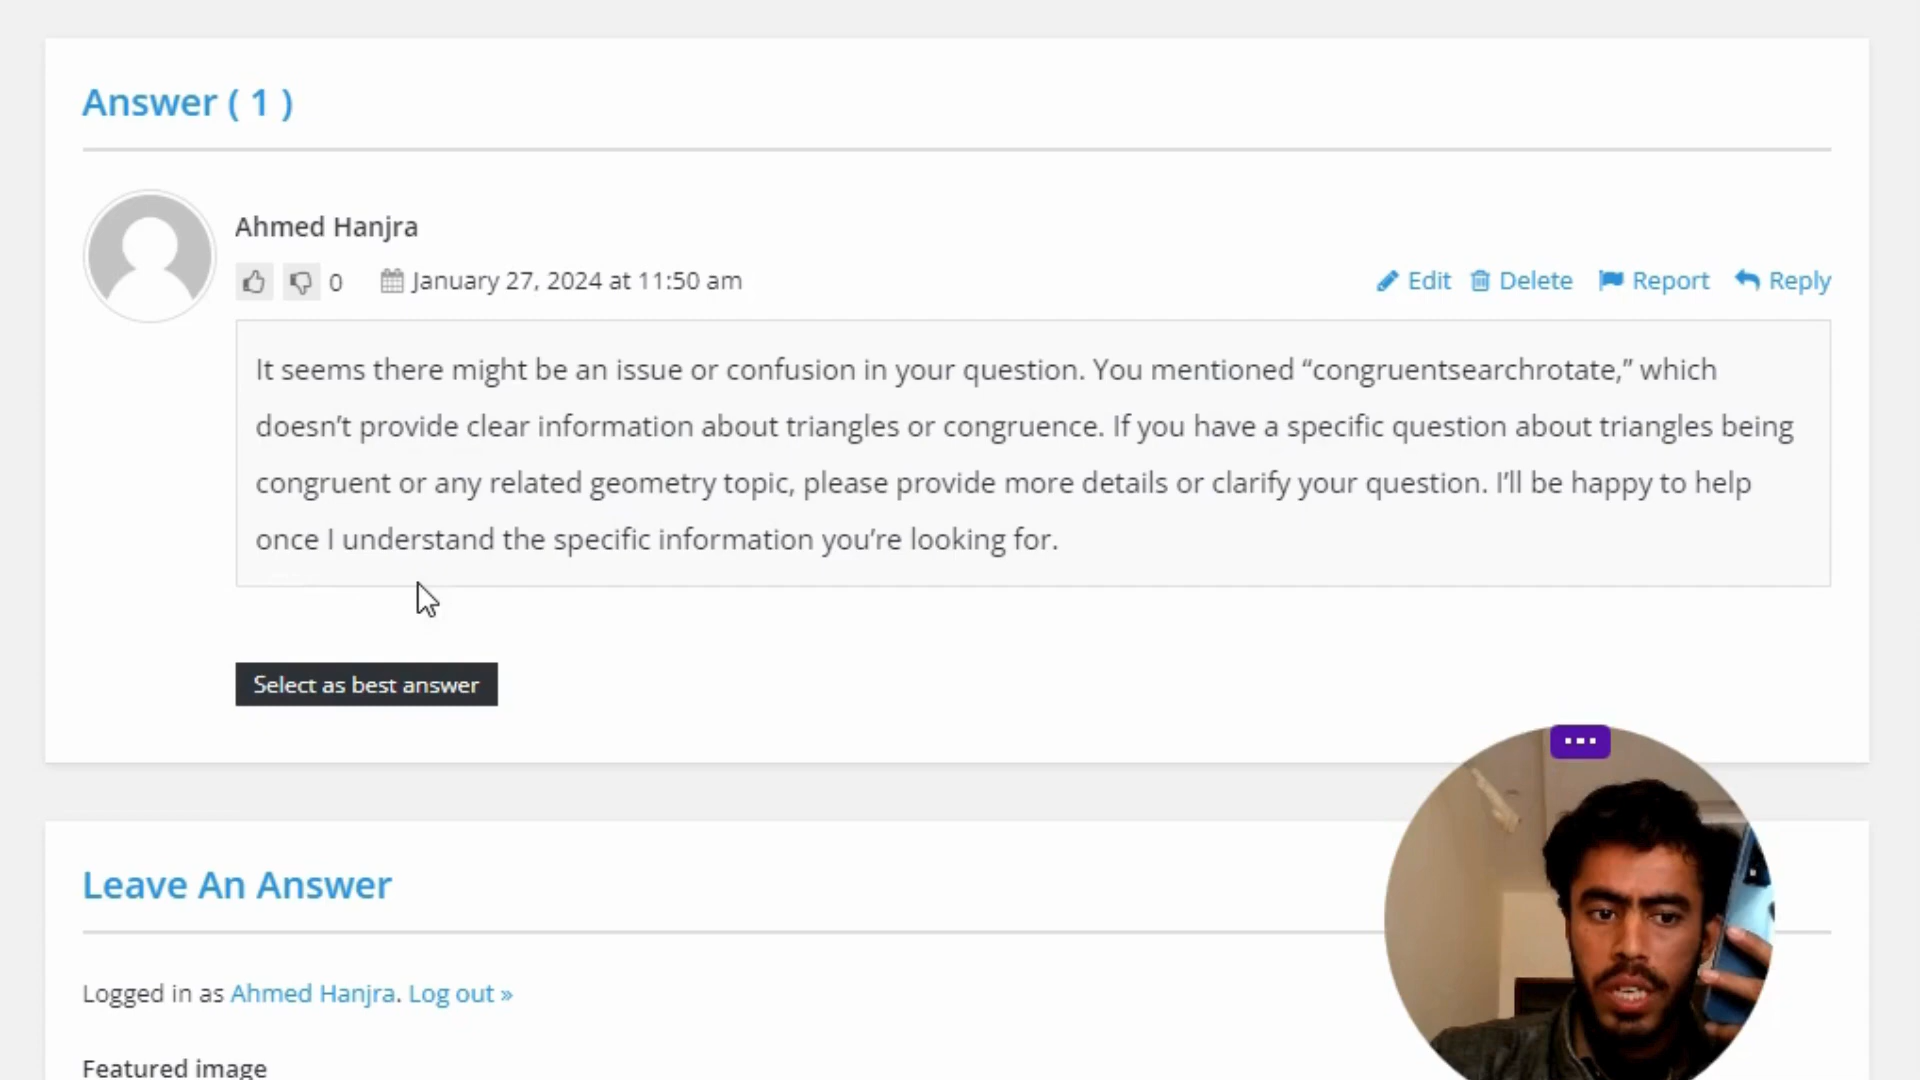 Answer ( 1 )
Ahmed Hanjra
0 January 27, 2024 at 11:50 am Edit Delete Report Reply
It seems there might be an issue or confusion in your question. You mentioned “congruentsearchrotate,” which
doesn’t provide clear information about triangles or congruence. If you have a specific question about triangles being
congruent or any related geometry topic, please provide more details or clarify your question. I’ll be happy to help
once I understand the specific information you’re looking for.
Select as best answer
Leave An Answer
Logged in as Ahmed Hanjra. Log out »
Featured image